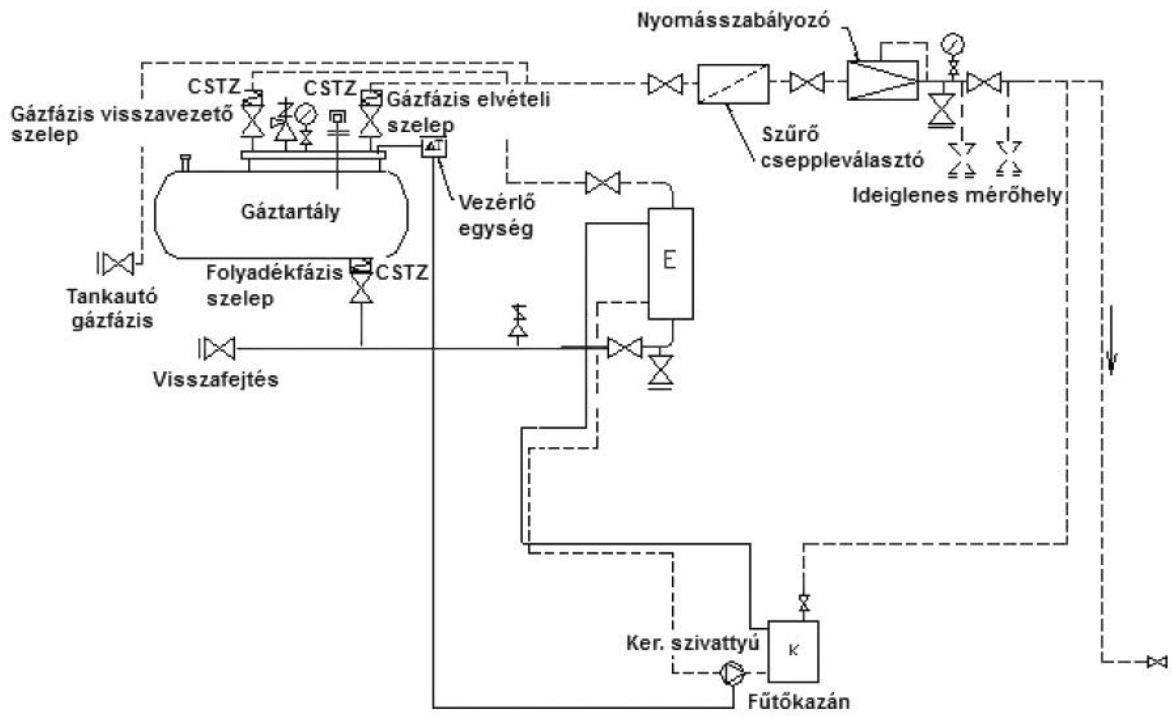 Nyomásszabályozó
CSTZ
CSTZ
Gázfázis visszavezető
szelep
Gázfázis elvételi
szelep
Szűrő
cseppleválasztó
Ideiglenes mérőhely
ΔT
Vezérlő
egység
Gáztartály
E
Folyadékfázis
szelep
CSTZ
Tankautó
gázfázis
Visszafejtés
Ker. szivattyú
K
Fűtőkazán